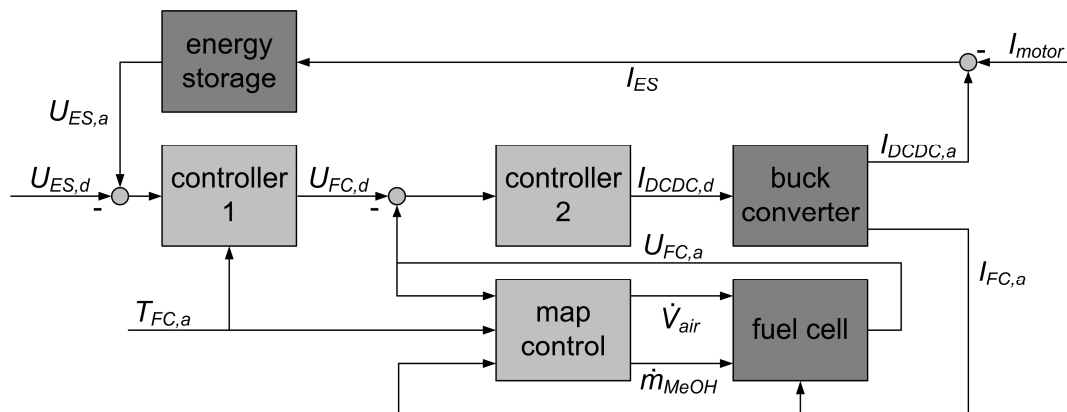 energy
storage
-
I_motor
I_ES
U_ES,a
I_DCDC,a
U_ES,d
-
controller
1
U_FC,d
-
controller
2
I_DCDC,d
buck
converter
U_FC,a
I_FC,a
T_FC,a
map
control
V̇_air
fuel cell
ṁ_MeOH